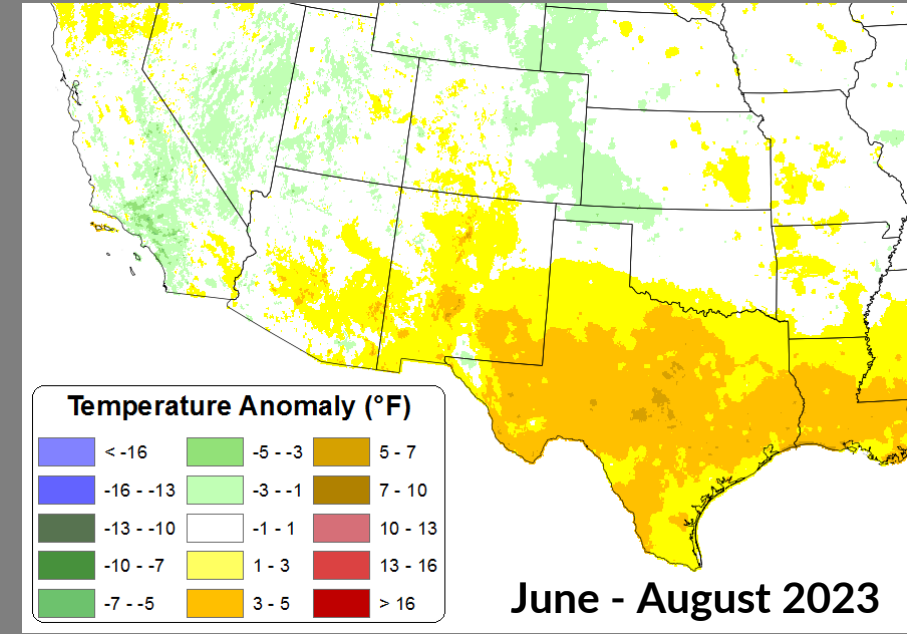 Temperature Anomaly (°F)
< -16
-16 - -13
-13 - -10
-10 - -7
-7 - -5
-5 - -3
-3 - -1
-1 - 1
1 - 3
3 - 5
5 - 7
7 - 10
10 - 13
13 - 16
> 16
June - August 2023